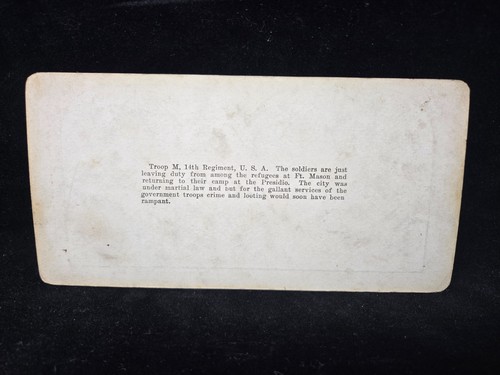 Troop M, 14th Regiment, U. S. A. The soldiers are just
leaving duty from among the refugees at Ft. Mason and
returning to their camp at the Presidio. The city was
under martial law and but for the gallant services of the
government troops crime and looting would soon have been
rampant.